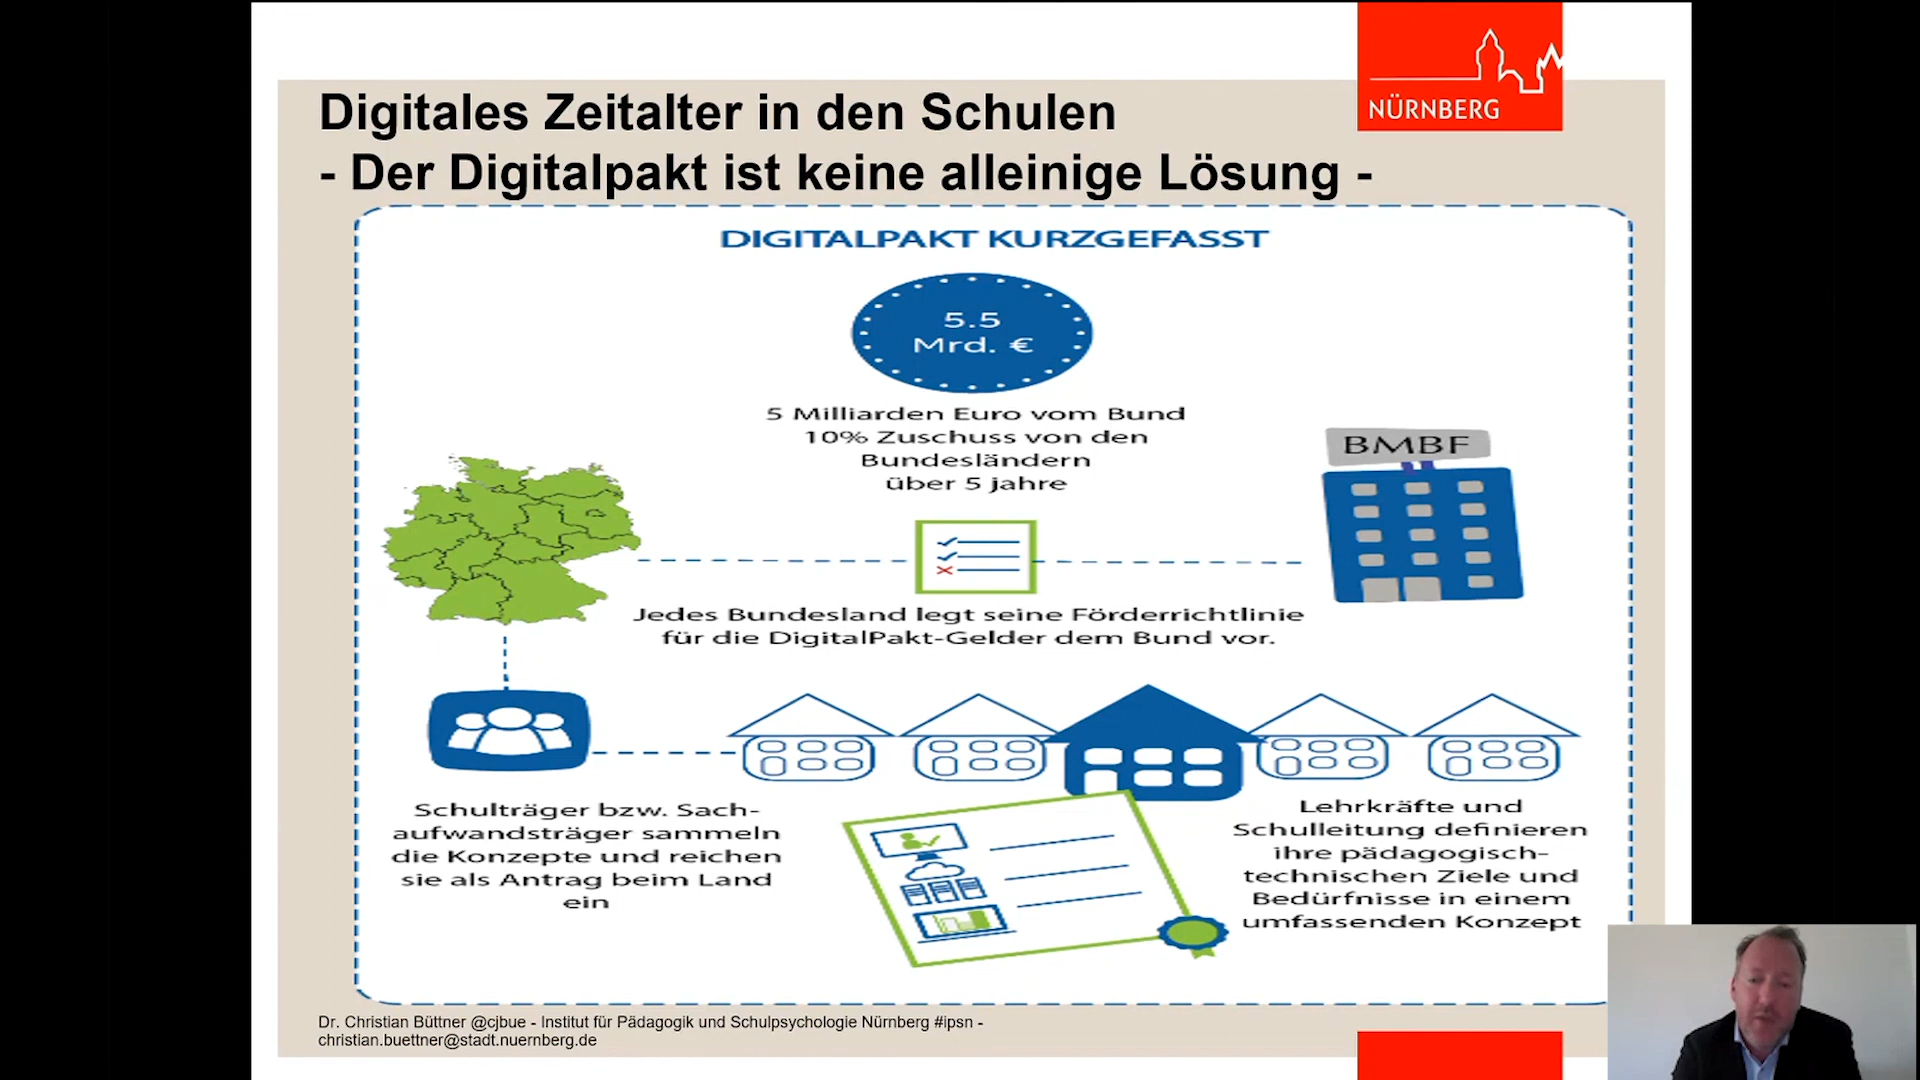 NÜRNBERG
Digitales Zeitalter in den Schulen
- Der Digitalpakt ist keine alleinige Lösung -
DIGITALPAKT KURZGEFASST
5.5
Mrd. €
5 Milliarden Euro vom Bund
10% Zuschuss von den
Bundesländern
über 5 jahre
BMBF
Jedes Bundesland legt seine Förderrichtlinie
für die DigitalPakt-Gelder dem Bund vor.
Schulträger bzw. Sach-
aufwandsträger sammeln
die Konzepte und reichen
sie als Antrag beim Land
ein
Lehrkräfte und
Schulleitung definieren
ihre pädagogisch-
technischen Ziele und
Bedürfnisse in einem
umfassenden Konzept
Dr. Christian Büttner @cjbue - Institut für Pädagogik und Schulpsychologie Nürnberg #ipsn -
christian.buettner@stadt.nuernberg.de